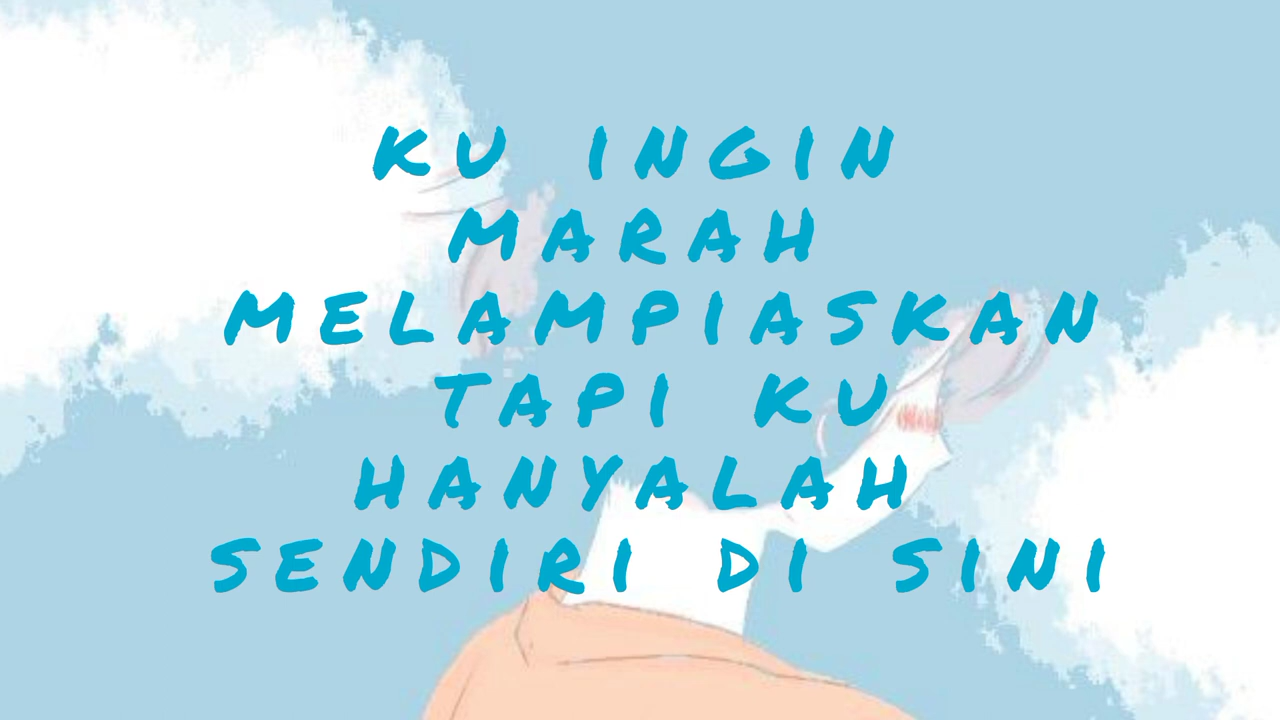 KU INGIN
MARAH
MELAMPIASKAN
TAPI KU
HANYALAH
SENDIRI DI SINI